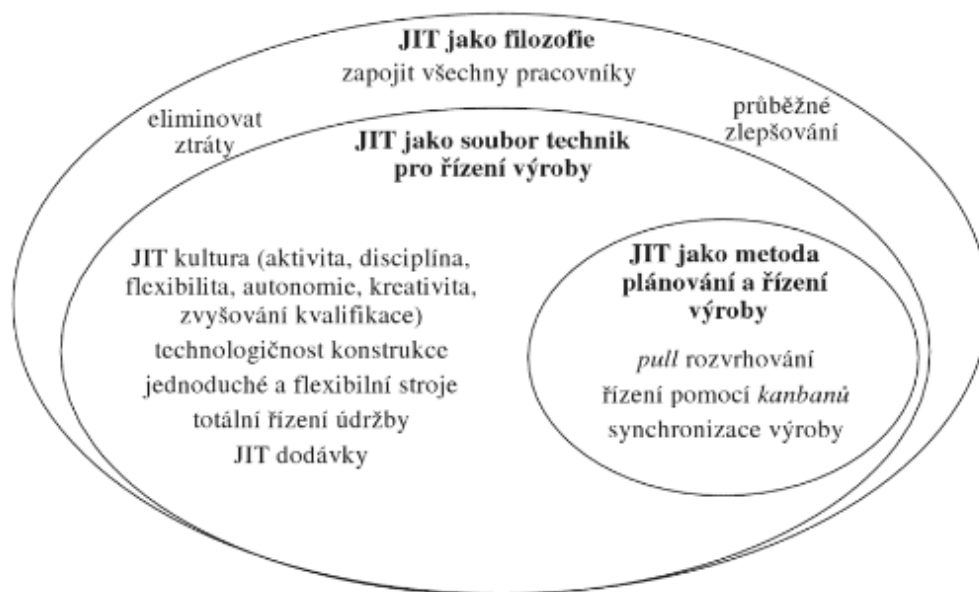 JIT jako filozofie
zapojit všechny pracovníky
eliminovat
ztráty
průběžné
zlepšování
JIT jako soubor technik
pro řízení výroby
JIT kultura (aktivita, disciplína,
flexibilita, autonomie, kreativita,
zvyšování kvalifikace)
technologičnost konstrukce
jednoduché a flexibilní stroje
totální řízení údržby
JIT dodávky
JIT jako metoda
plánování a řízení
výroby
pull rozvrhování
řízení pomocí kanbanů
synchronizace výroby